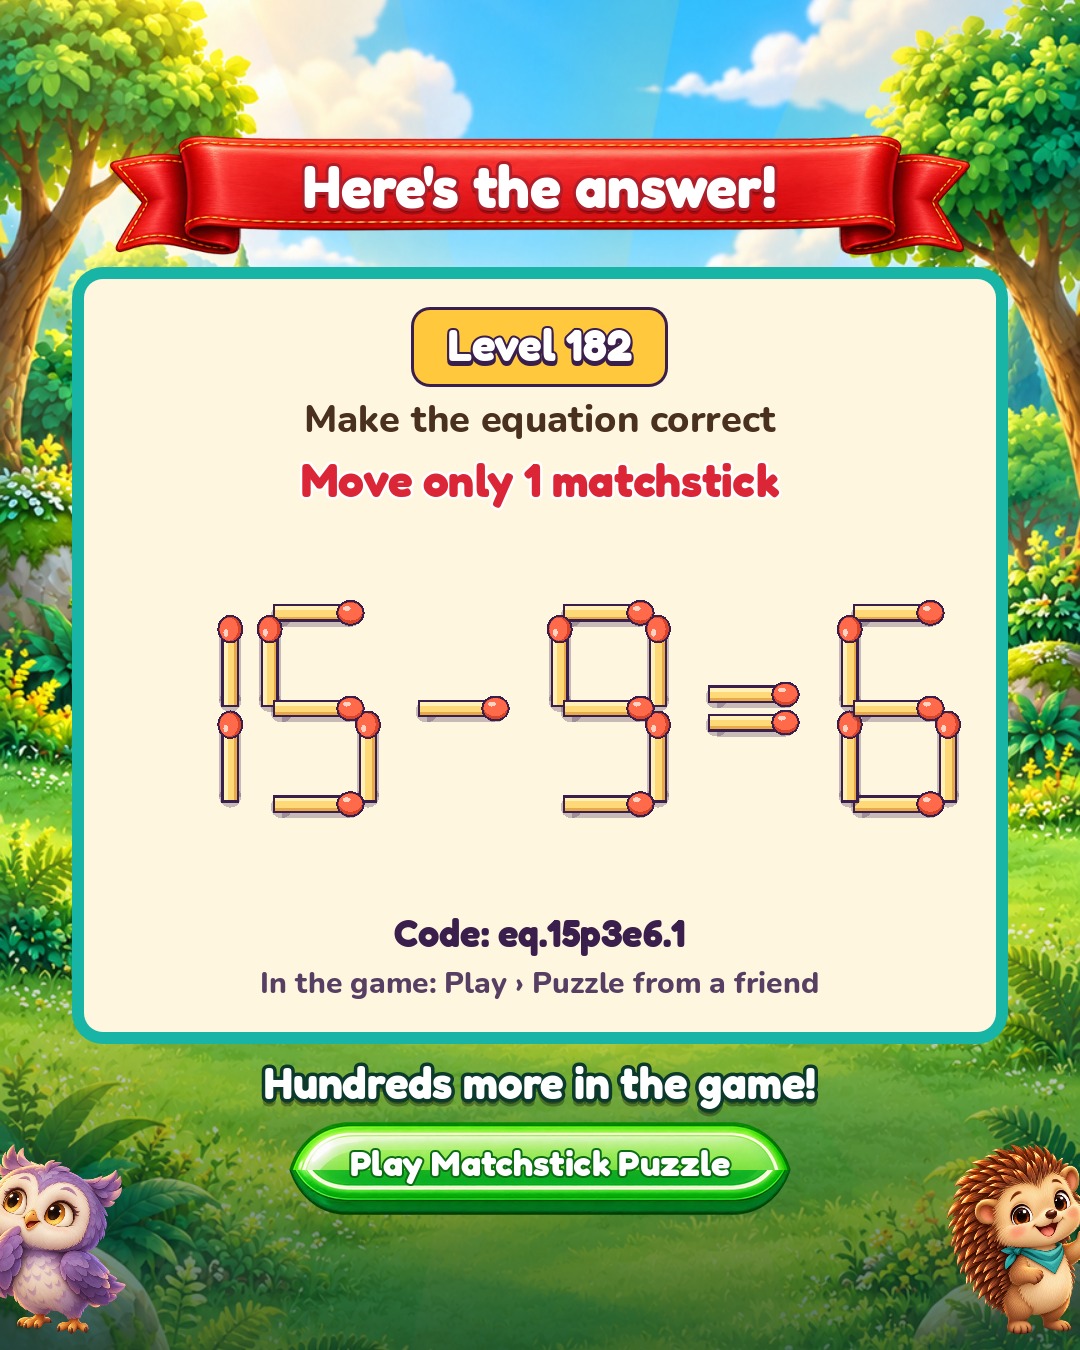 Here's the answer!
Level 182
Make the equation correct
Move only 1 matchstick
15 - 9 = 6
Code: eq.15p3e6.1
In the game: Play › Puzzle from a friend
Hundreds more in the game!
Play Matchstick Puzzle